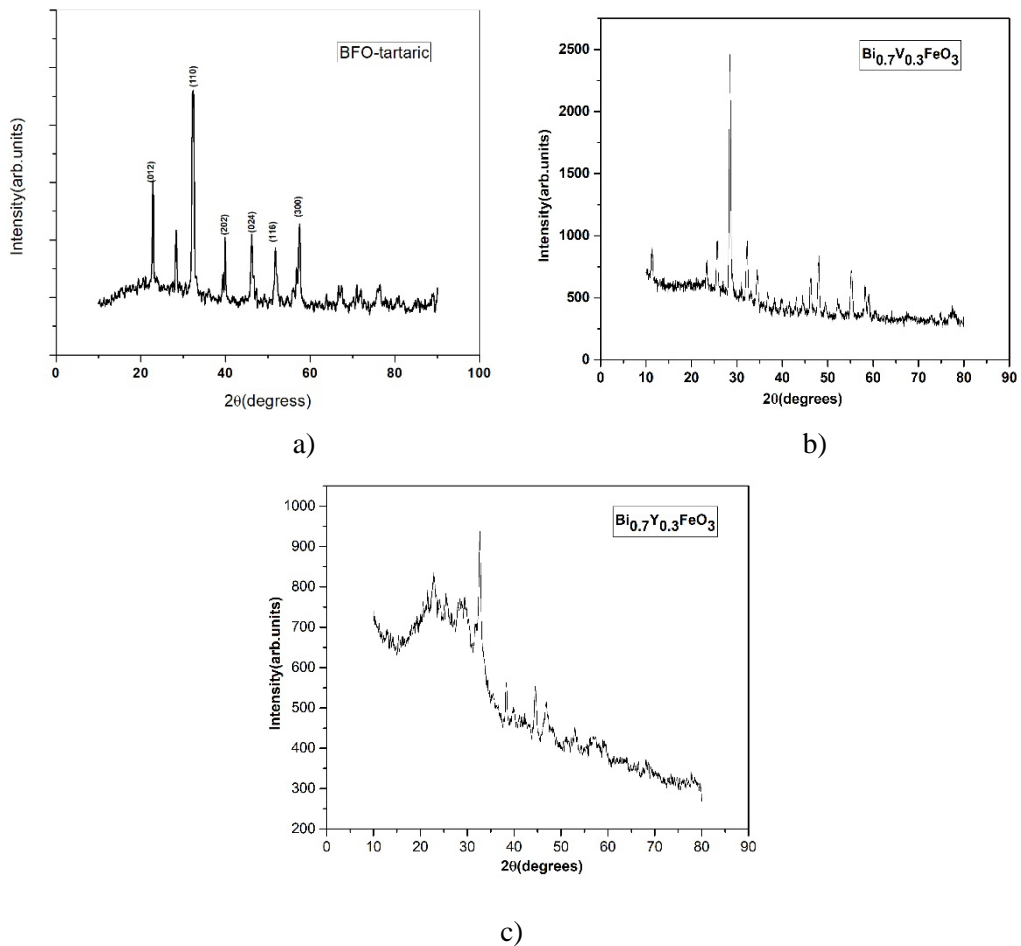 BFO-tartaric
(012)
(110)
(202)
(024)
(116)
(300)
Intensity(arb.units)
0 20 40 60 80 100
2θ(degress)
a)
Bi0.7V0.3FeO3
2500
2000
1500
1000
500
0
Intensity(arb.units)
0 10 20 30 40 50 60 70 80 90
2θ(degrees)
b)
Bi0.7Y0.3FeO3
1000
900
800
700
600
500
400
300
200
Intensity(arb.units)
0 10 20 30 40 50 60 70 80 90
2θ(degrees)
c)